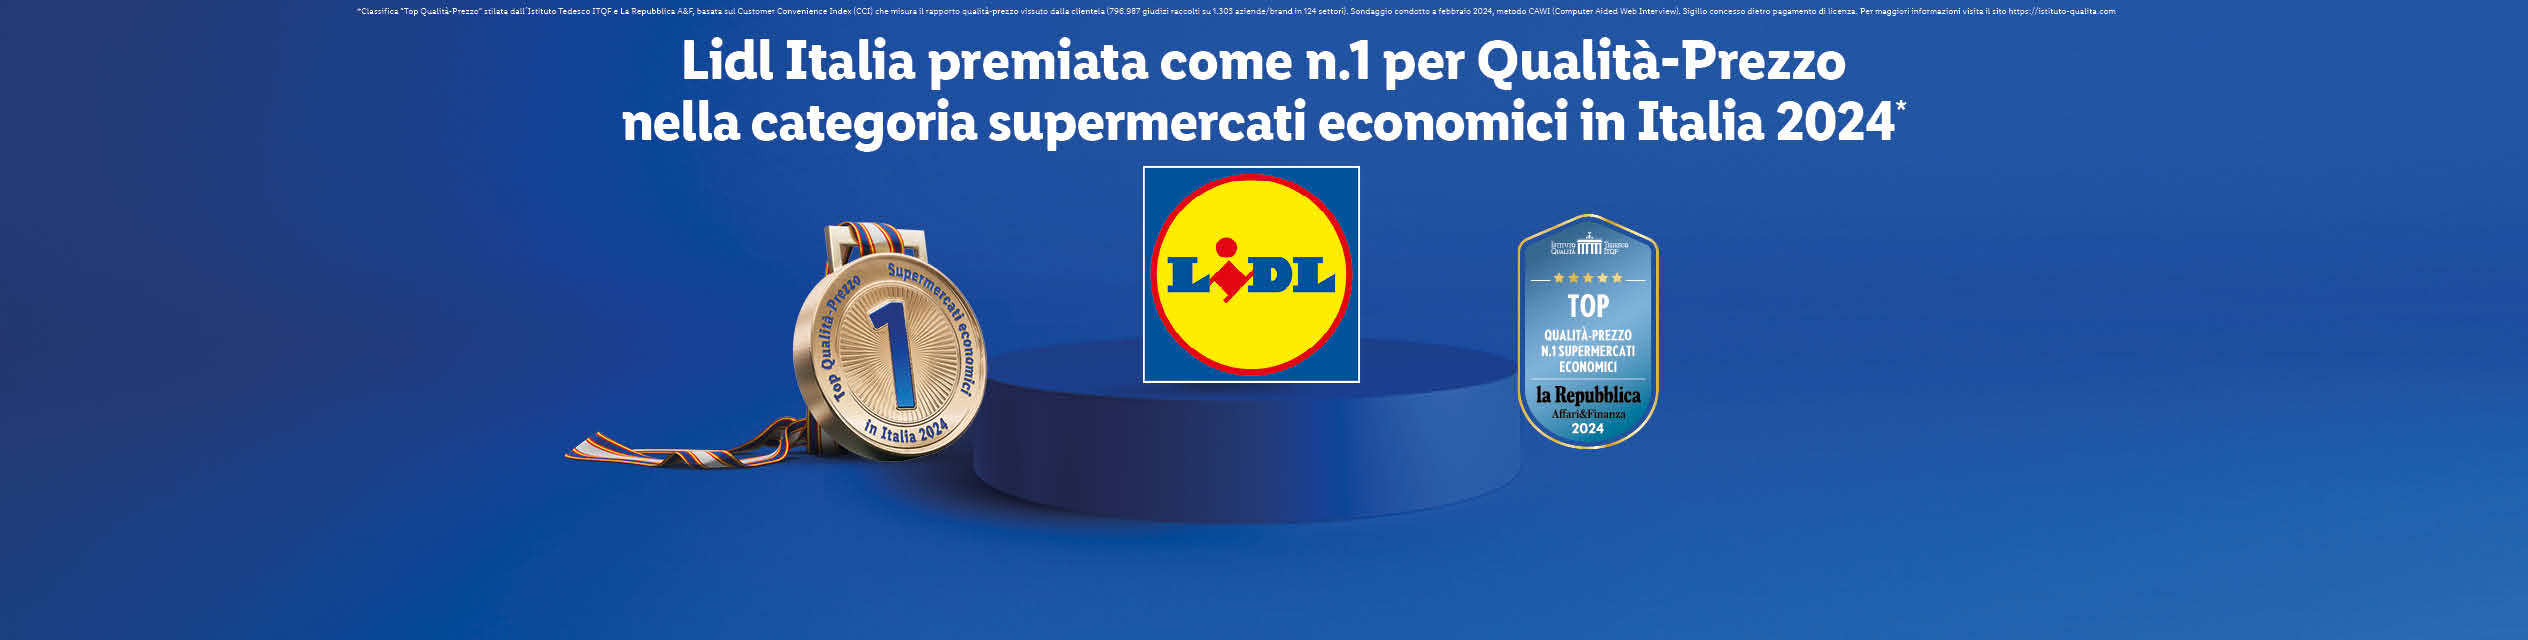 *Classifica "Top Qualità-Prezzo" stilata dall'Istituto Tedesco ITQF e La Repubblica A&F, basata sul Customer Convenience Index (CCI) che misura il rapporto qualità-prezzo vissuto dalla clientela (796.987 giudizi raccolti su 1.303 aziende/brand in 124 settori). Sondaggio condotto a febbraio 2024, metodo CAWI (Computer Aided Web Interview). Sigillo concesso dietro pagamento di licenza. Per maggiori informazioni visita il sito https://istituto-qualita.com
Lidl Italia premiata come n.1 per Qualità-Prezzo
nella categoria supermercati economici in Italia 2024*
Top Qualità-Prezzo
Supermercati economici
1
in Italia 2024
LiDL
ISTITUTO TEDESCO
QUALITÀ ITQF
TOP
QUALITÀ-PREZZO
N.1 SUPERMERCATI
ECONOMICI
la Repubblica
Affari&Finanza
2024